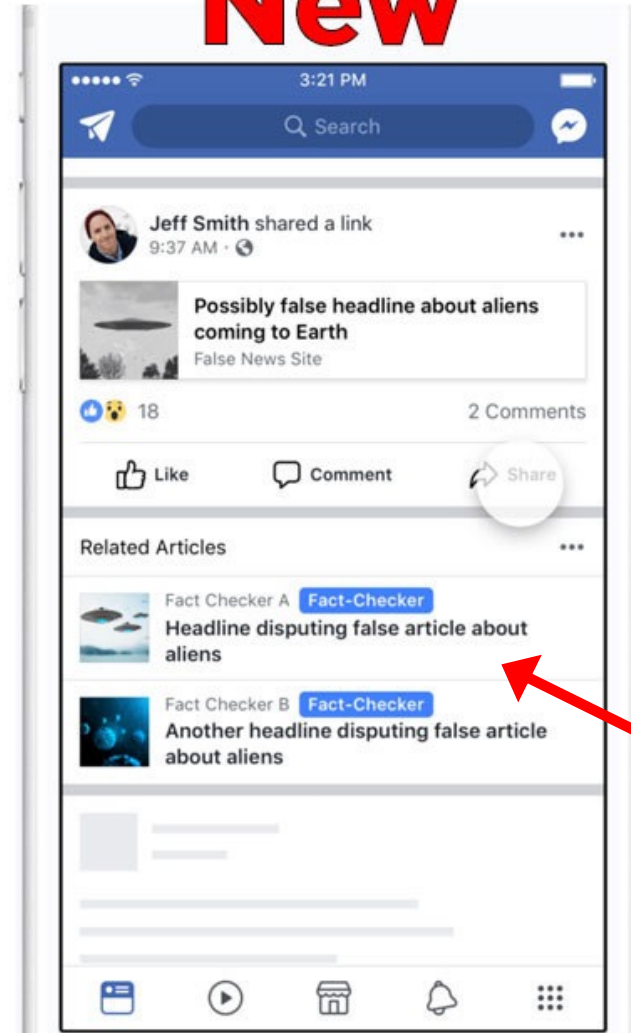 New
3:21 PM
Search
Jeff Smith shared a link
9:37 AM ·
Possibly false headline about aliens
coming to Earth
False News Site
18
2 Comments
Like
Comment
Share
Related Articles
Fact Checker A Fact-Checker
Headline disputing false article about
aliens
Fact Checker B Fact-Checker
Another headline disputing false article
about aliens